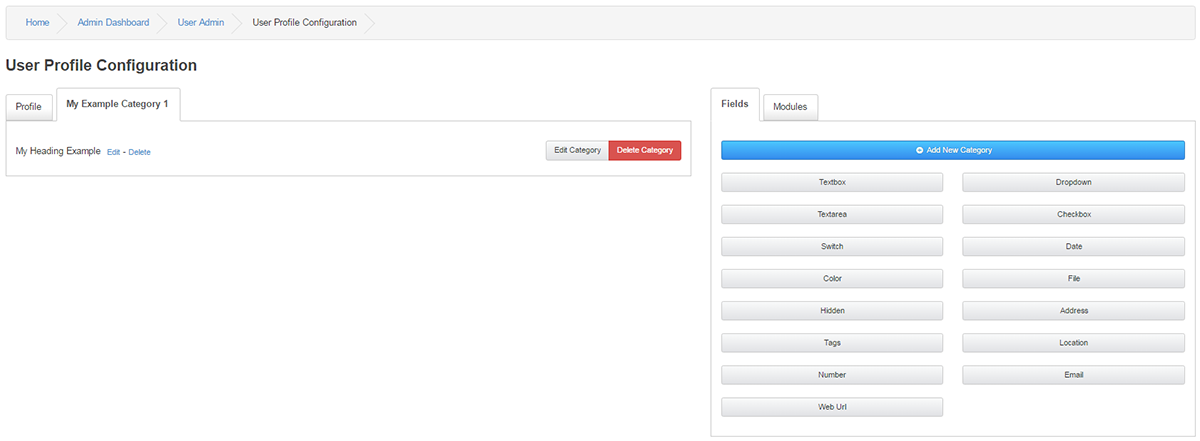 Home Admin Dashboard User Admin User Profile Configuration
User Profile Configuration
Profile My Example Category 1
My Heading Example Edit - Delete Edit Category Delete Category
Fields Modules
Add New Category
Textbox Dropdown
Textarea Checkbox
Switch Date
Color File
Hidden Address
Tags Location
Number Email
Web Url